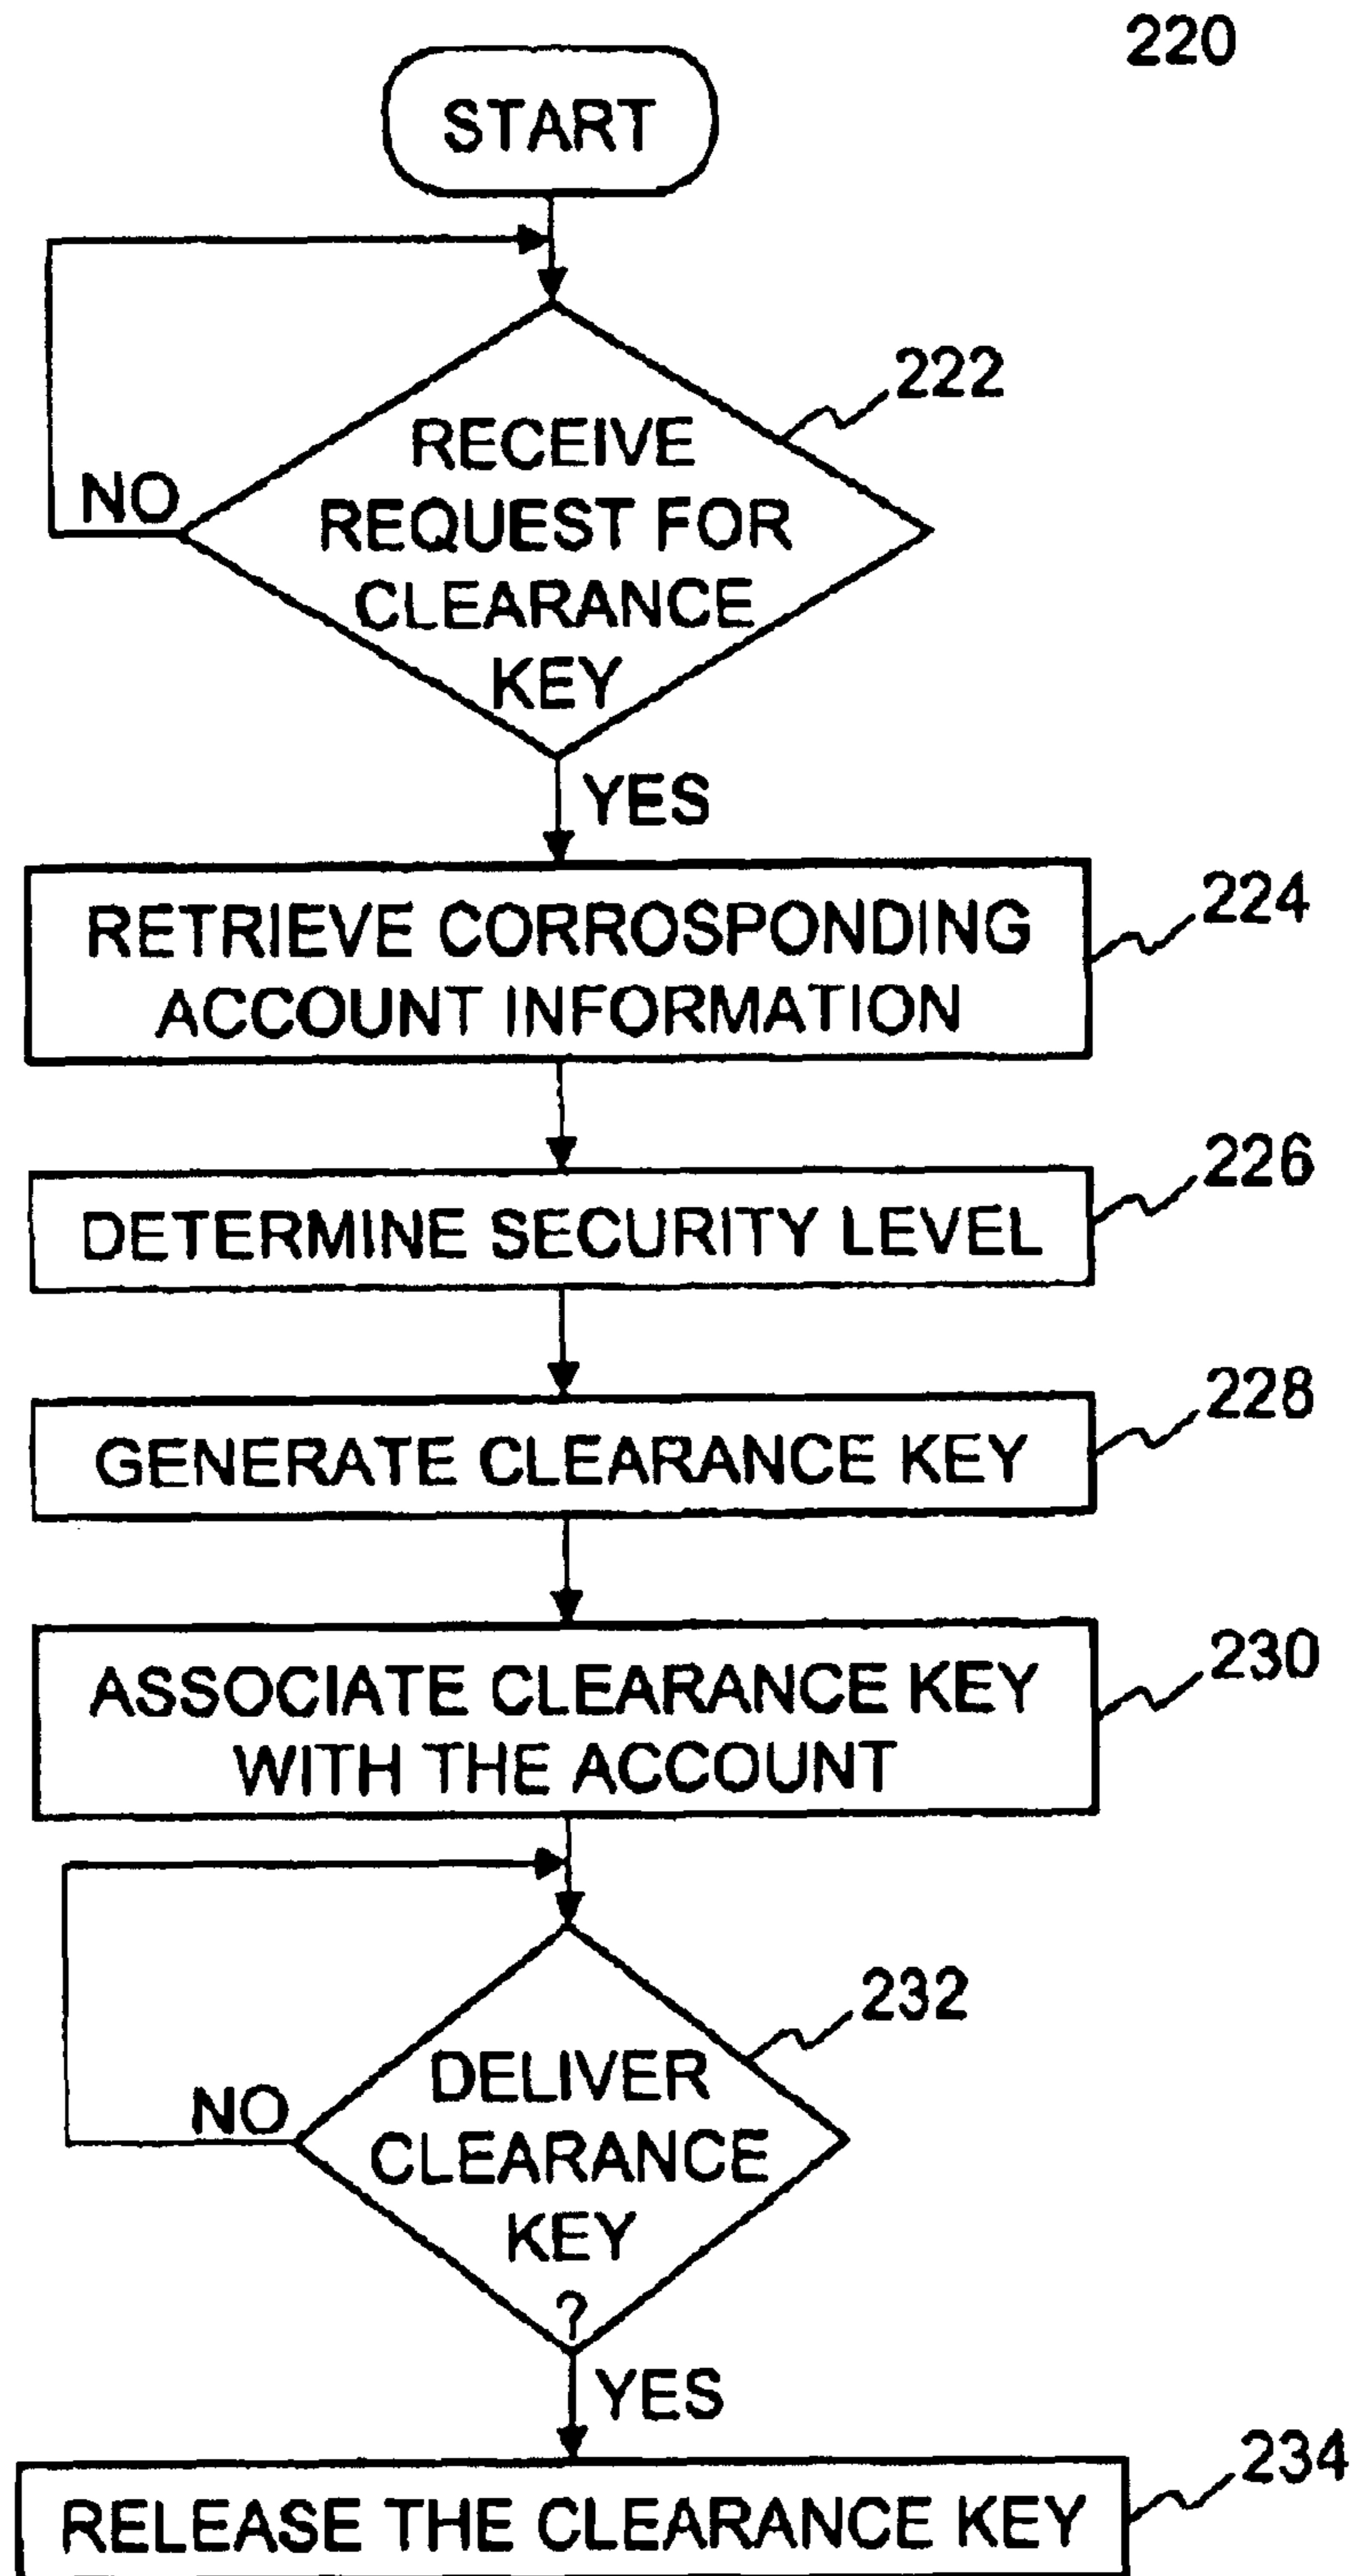 220
START
222
RECEIVE
REQUEST FOR
CLEARANCE
KEY
NO
YES
224
RETRIEVE CORROSPONDING
ACCOUNT INFORMATION
226
DETERMINE SECURITY LEVEL
228
GENERATE CLEARANCE KEY
230
ASSOCIATE CLEARANCE KEY
WITH THE ACCOUNT
232
DELIVER
CLEARANCE
KEY
?
NO
YES
234
RELEASE THE CLEARANCE KEY